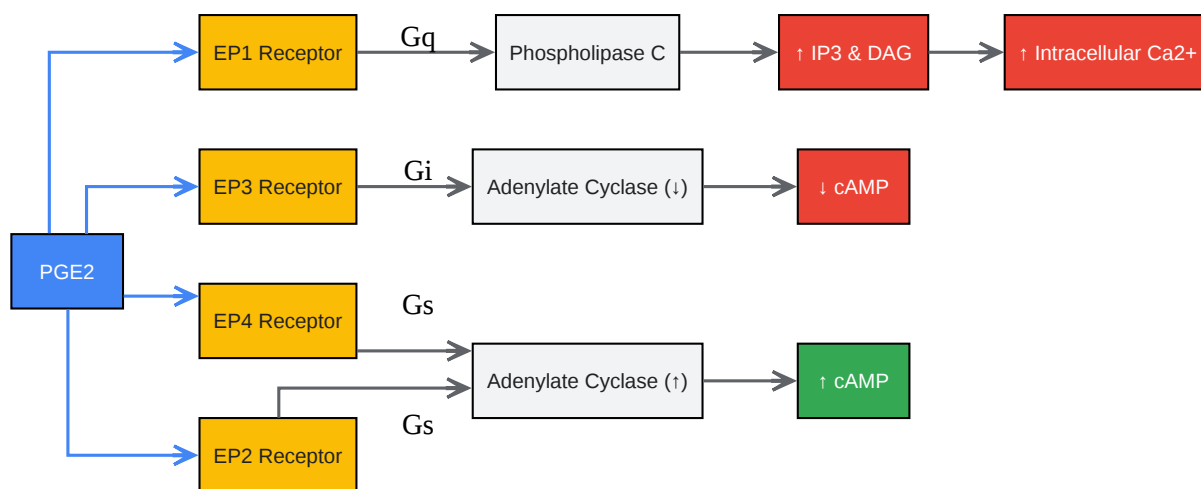 EP1 Receptor
Gq
Phospholipase C
↑ IP3 & DAG
↑ Intracellular Ca2+
EP3 Receptor
Gi
Adenylate Cyclase (↓)
↓ cAMP
PGE2
EP4 Receptor
Gs
Adenylate Cyclase (↑)
↑ cAMP
Gs
EP2 Receptor